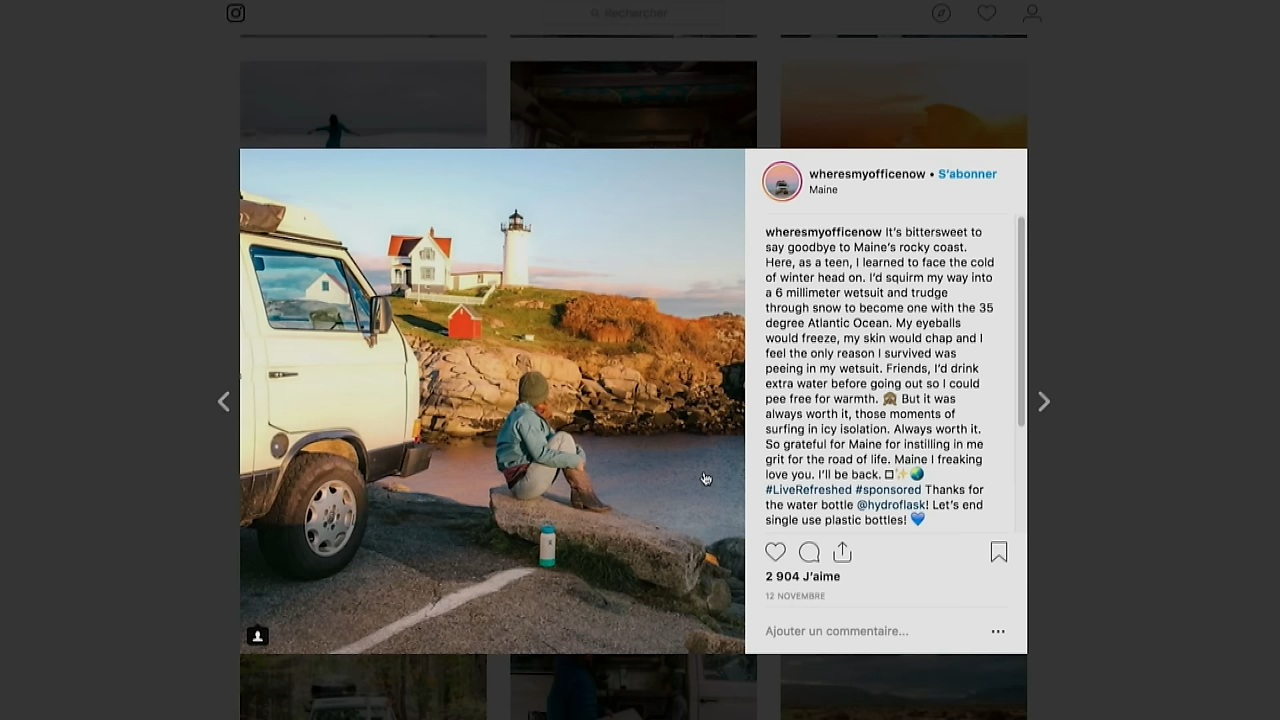 Rechercher
wheresmyofficenow • S'abonner
Maine
wheresmyofficenow It's bittersweet to
say goodbye to Maine's rocky coast.
Here, as a teen, I learned to face the cold
of winter head on. I'd squirm my way into
a 6 millimeter wetsuit and trudge
through snow to become one with the 35
degree Atlantic Ocean. My eyeballs
would freeze, my skin would chap and I
feel the only reason I survived was
peeing in my wetsuit. Friends, I'd drink
extra water before going out so I could
pee free for warmth. 🙈 But it was
always worth it, those moments of
surfing in icy isolation. Always worth it.
So grateful for Maine for instilling in me
grit for the road of life. Maine I freaking
love you. I'll be back. □✨🌏
#LiveRefreshed #sponsored Thanks for
the water bottle @hydroflask! Let's end
single use plastic bottles! 💙
2 904 J'aime
12 NOVEMBRE
Ajouter un commentaire...